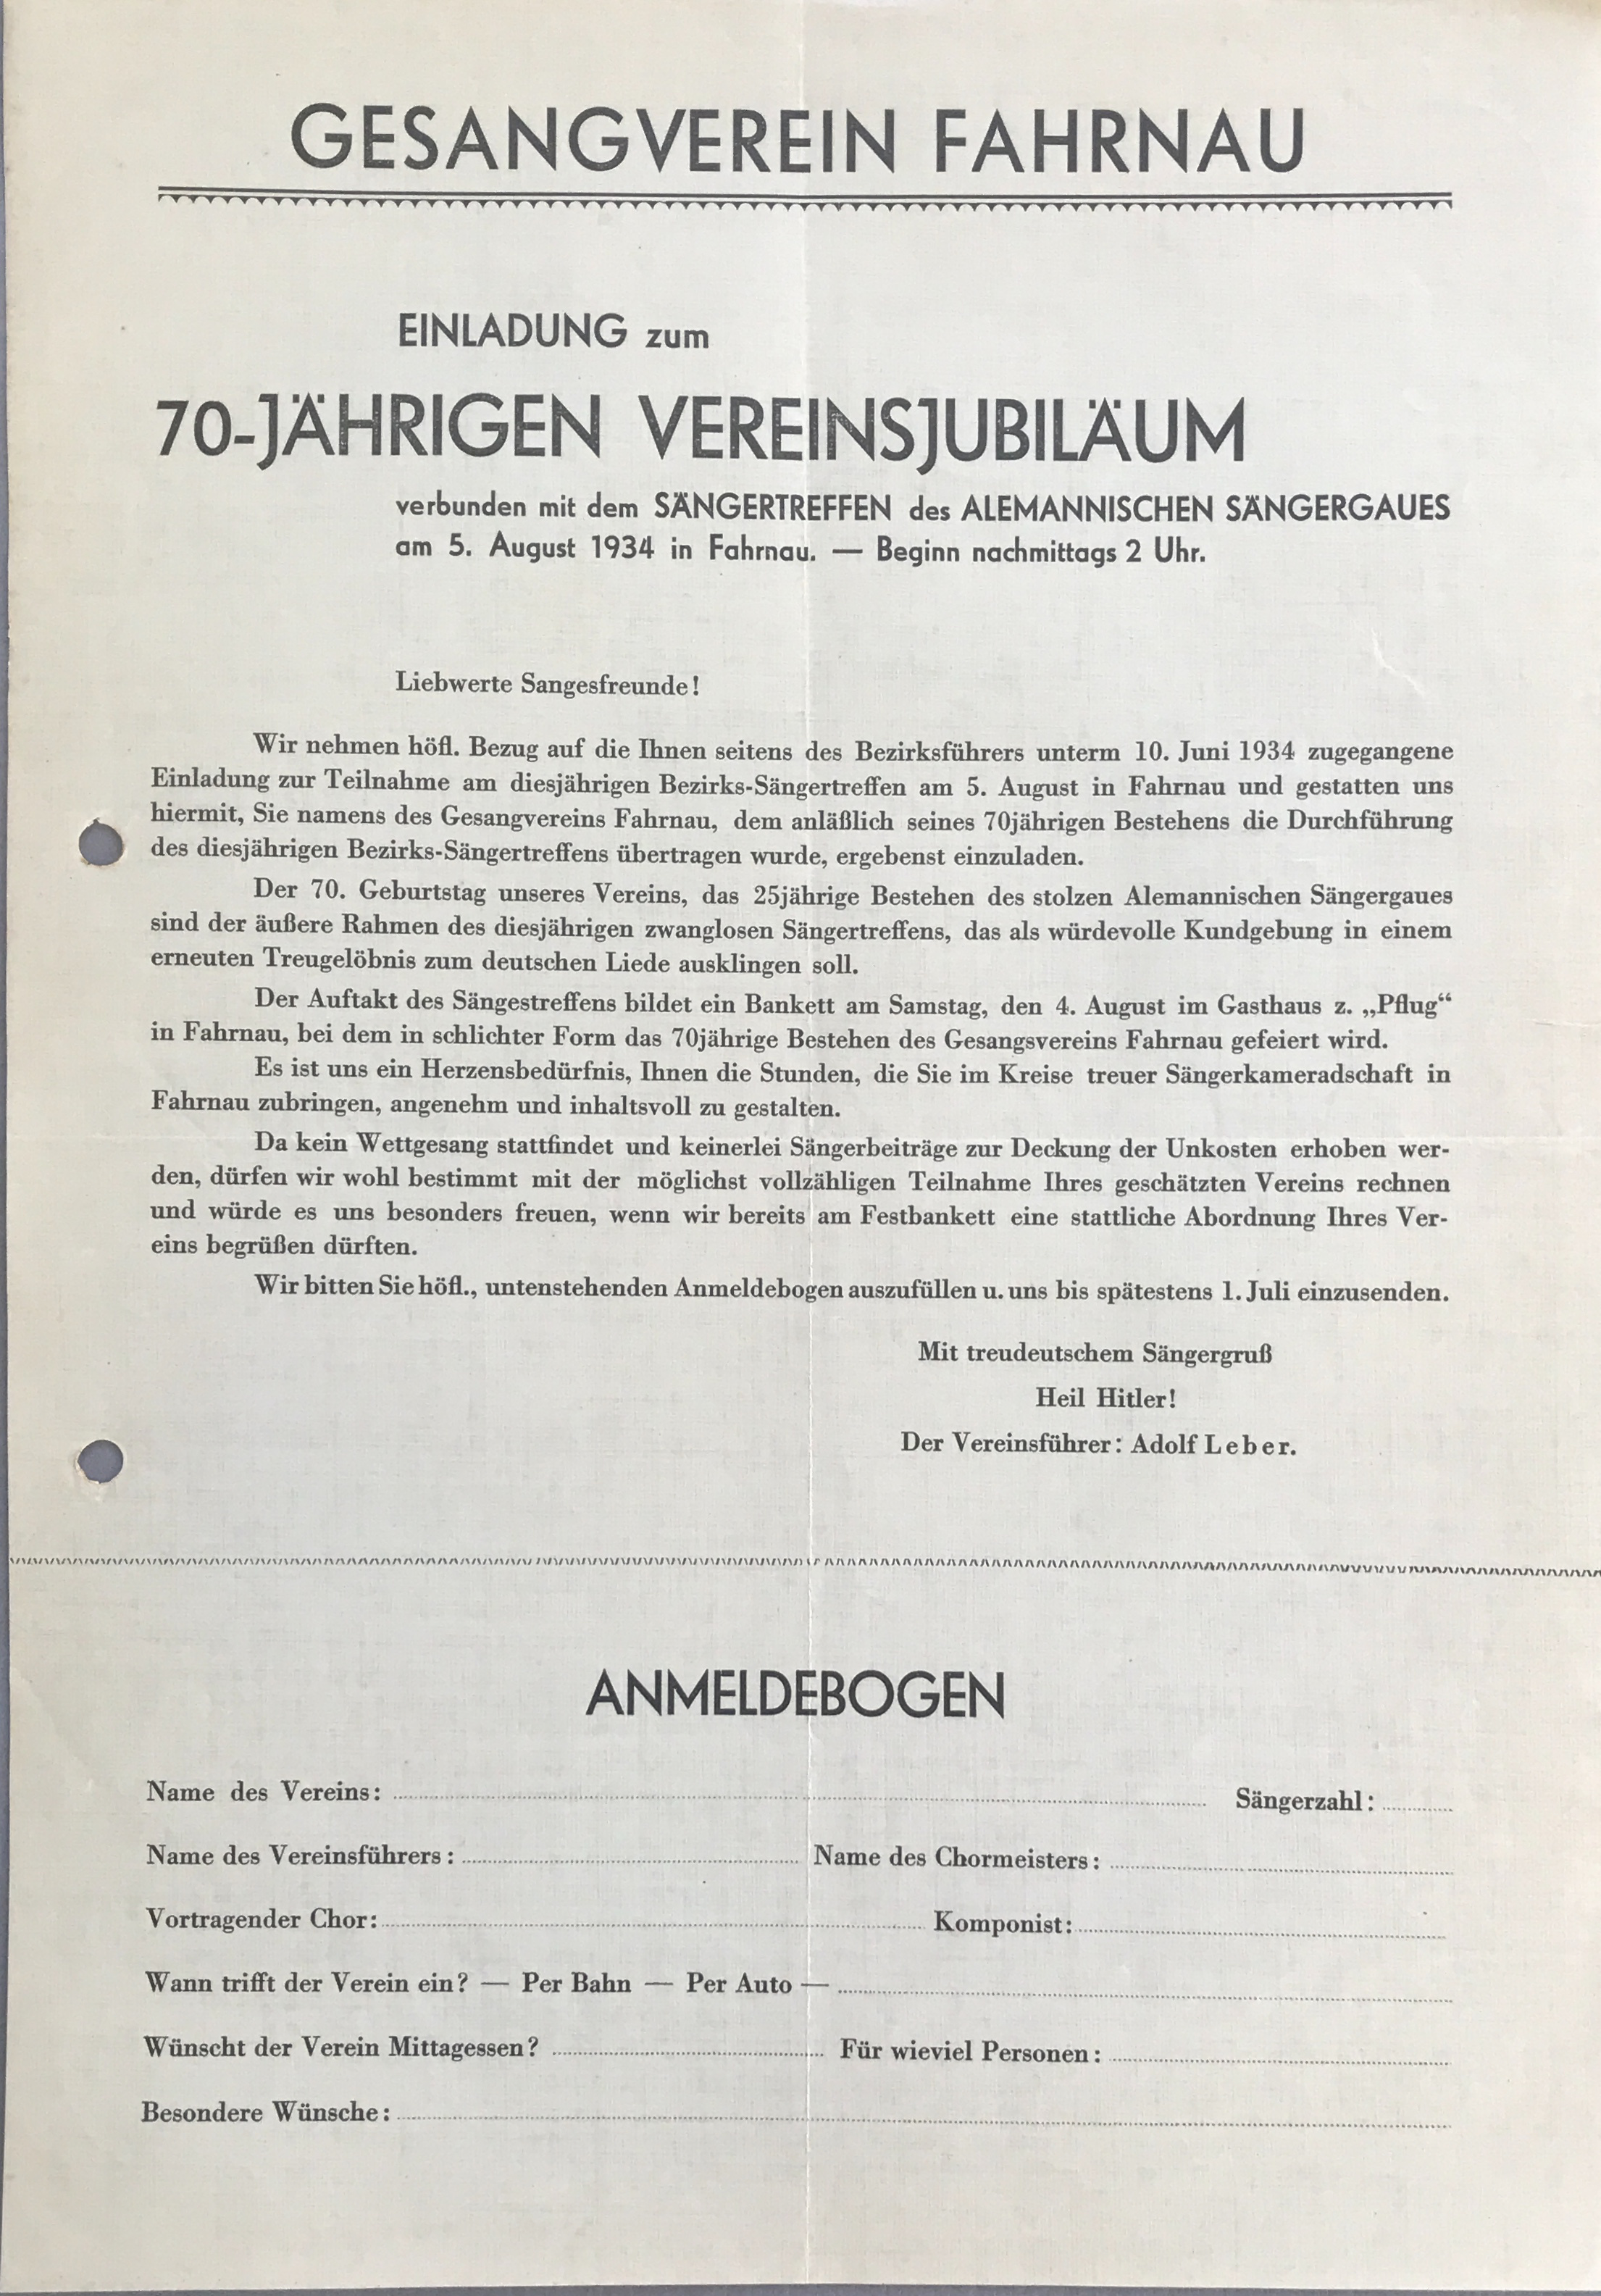 GESANGVEREIN FAHRNAU
EINLADUNG zum
70-JÄHRIGEN VEREINSJUBILÄUM
verbunden mit dem SÄNGERTREFFEN des ALEMANNISCHEN SÄNGERGAUES
am 5. August 1934 in Fahrnau. — Beginn nachmittags 2 Uhr.
Liebwerte Sangesfreunde!
Wir nehmen höfl. Bezug auf die Ihnen seitens des Bezirksführers unterm 10. Juni 1934 zugegangene
Einladung zur Teilnahme am diesjährigen Bezirks-Sängertreffen am 5. August in Fahrnau und gestatten uns
hiermit, Sie namens des Gesangvereins Fahrnau, dem anläßlich seines 70jährigen Bestehens die Durchführung
des diesjährigen Bezirks-Sängertreffens übertragen wurde, ergebenst einzuladen.
Der 70. Geburtstag unseres Vereins, das 25jährige Bestehen des stolzen Alemannischen Sängergaues
sind der äußere Rahmen des diesjährigen zwanglosen Sängertreffens, das als würdevolle Kundgebung in einem
erneuten Treugelöbnis zum deutschen Liede ausklingen soll.
Der Auftakt des Sängestreffens bildet ein Bankett am Samstag, den 4. August im Gasthaus z. „Pflug“
in Fahrnau, bei dem in schlichter Form das 70jährige Bestehen des Gesangsvereins Fahrnau gefeiert wird.
Es ist uns ein Herzensbedürfnis, Ihnen die Stunden, die Sie im Kreise treuer Sängerkameradschaft in
Fahrnau zubringen, angenehm und inhaltsvoll zu gestalten.
Da kein Wettgesang stattfindet und keinerlei Sängerbeiträge zur Deckung der Unkosten erhoben wer-
den, dürfen wir wohl bestimmt mit der möglichst vollzähligen Teilnahme Ihres geschätzten Vereins rechnen
und würde es uns besonders freuen, wenn wir bereits am Festbankett eine stattliche Abordnung Ihres Ver-
eins begrüßen dürften.
Wir bitten Sie höfl., untenstehenden Anmeldebogen auszufüllen u. uns bis spätestens 1. Juli einzusenden.
Mit treudeutschem Sängergruß
Heil Hitler!
Der Vereinsführer: Adolf Leber.
ANMELDEBOGEN
Name des Vereins: Sängerzahl:
Name des Vereinsführers: Name des Chormeisters:
Vortragender Chor: Komponist:
Wann trifft der Verein ein? — Per Bahn — Per Auto —
Wünscht der Verein Mittagessen? Für wieviel Personen:
Besondere Wünsche: